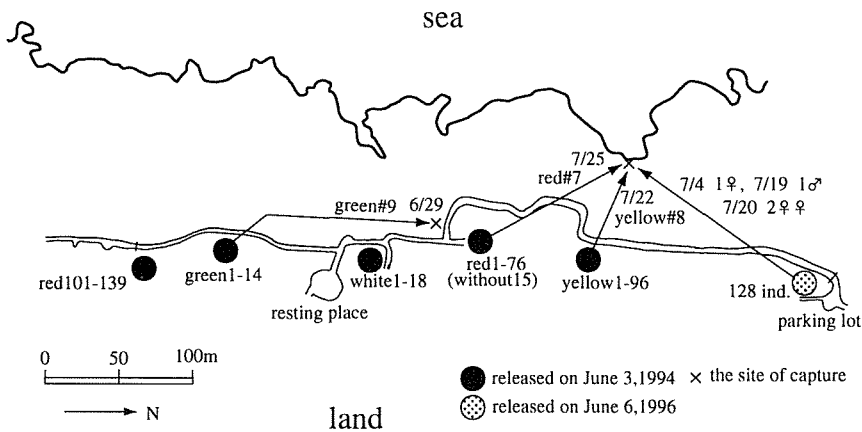 sea
7/25
red#7
7/22
yellow#8
7/4 1♀, 7/19 1♂
7/20 2♀♀
green#9 6/29
red101-139
green1-14
white1-18
red1-76
(without15)
yellow1-96
128 ind.
resting place
parking lot
0 50 100m
N
released on June 3,1994 × the site of capture
released on June 6,1996
land